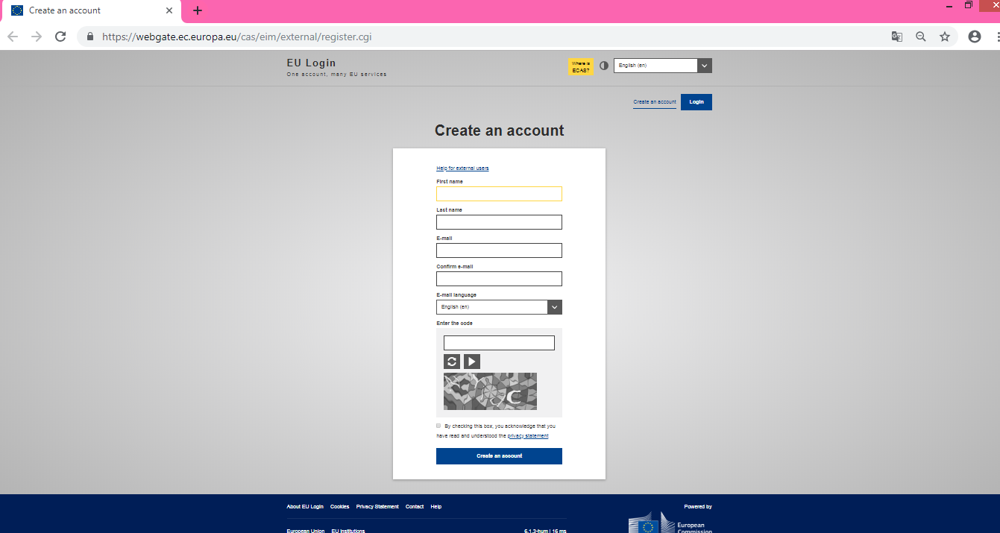 Create an account
https://webgate.ec.europa.eu/cas/eim/external/register.cgi
EU Login
One account, many EU services
Where is
ECAS?
English (en)
Create an account
Login
Create an account
Help for external users
First name
Last name
E-mail
Confirm e-mail
E-mail language
English (en)
Enter the code
By checking this box, you acknowledge that you
have read and understood the privacy statement
Create an account
About EU Login Cookies Privacy Statement Contact Help
Powered by
European Union EU Institutions
6.1.3-hum | 16 ms
European
Commission